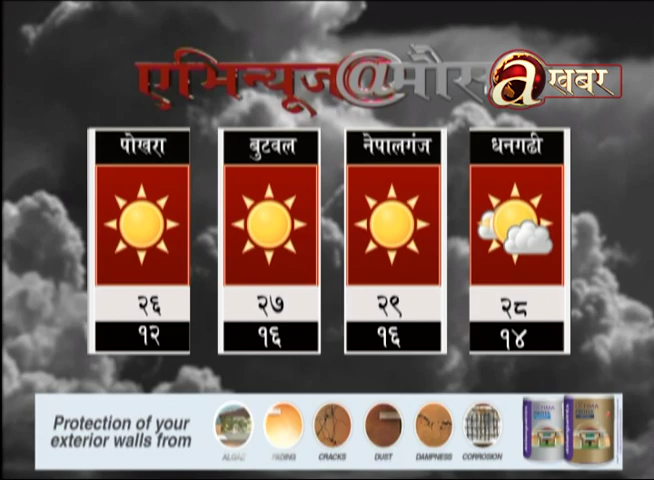 एभिन्यूज@मौस
a खबर
पोखरा
२६
१२
बुटवल
२७
१६
नेपालगंज
२९
१६
धनगढी
२८
१४
Protection of your
exterior walls from
ALGAE
FADING
CRACKS
DUST
DAMPNESS
CORROSION